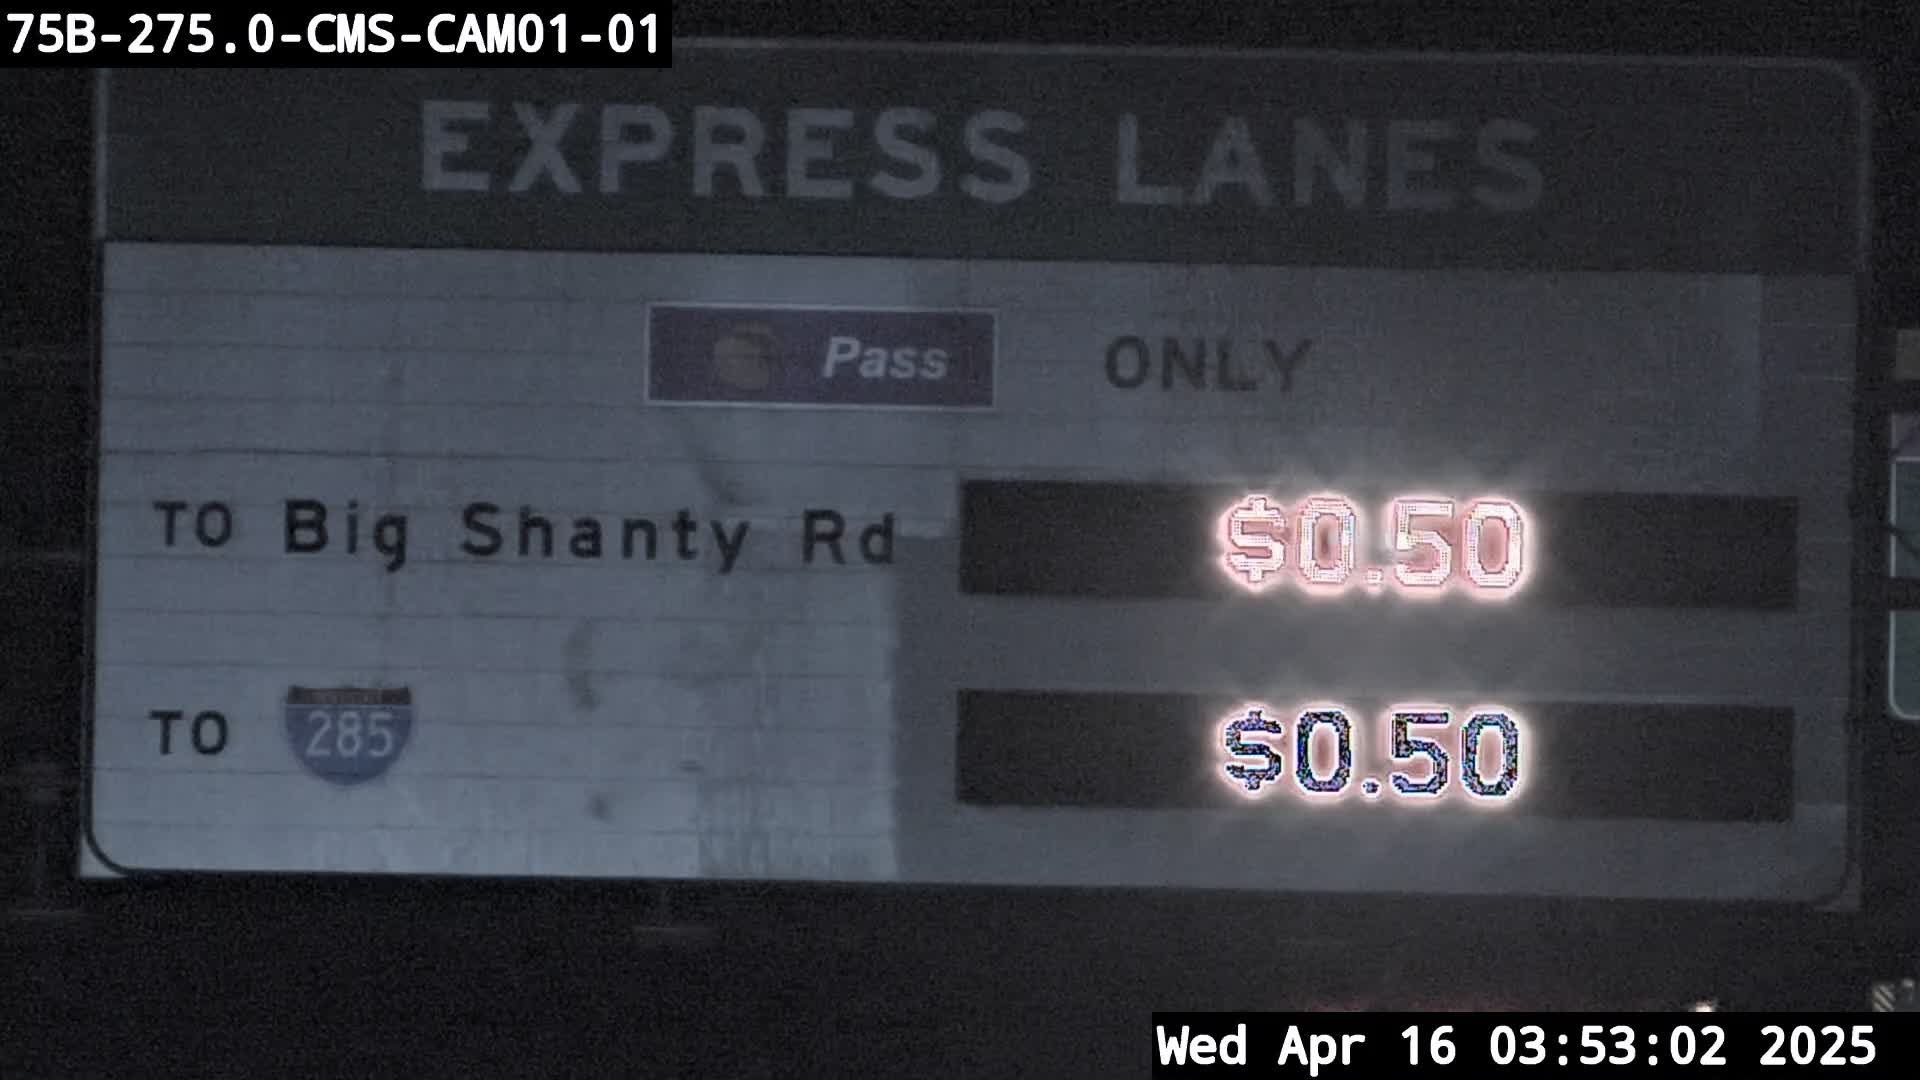 75B-275.0-CMS-CAM01-01
EXPRESS LANES
Pass ONLY
TO Big Shanty Rd $0.50
TO 285 $0.50
Wed Apr 16 03:53:02 2025